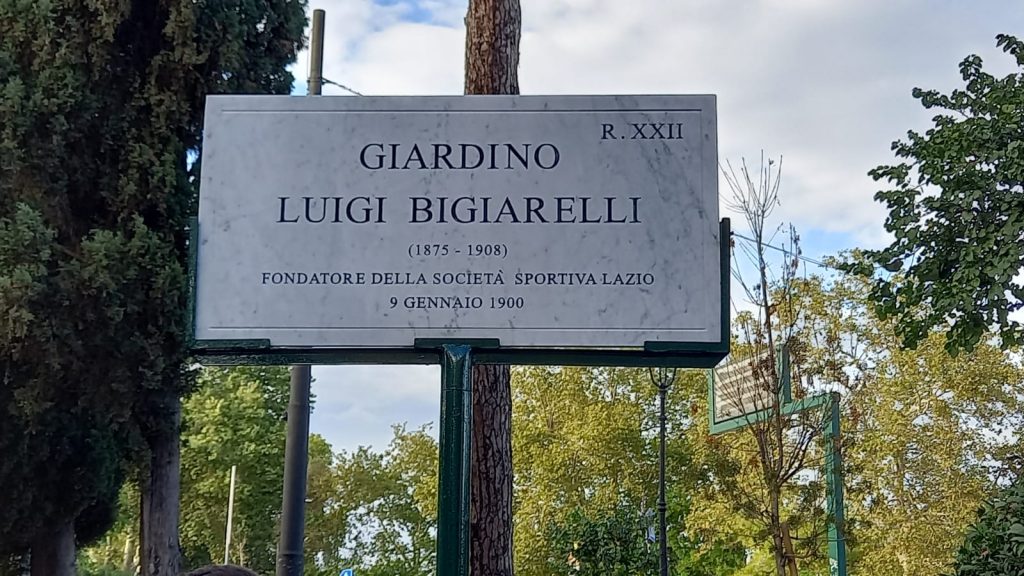 R. XXII
GIARDINO
LUIGI BIGIARELLI
(1875 - 1908)
FONDATORE DELLA SOCIETÀ SPORTIVA LAZIO
9 GENNAIO 1900